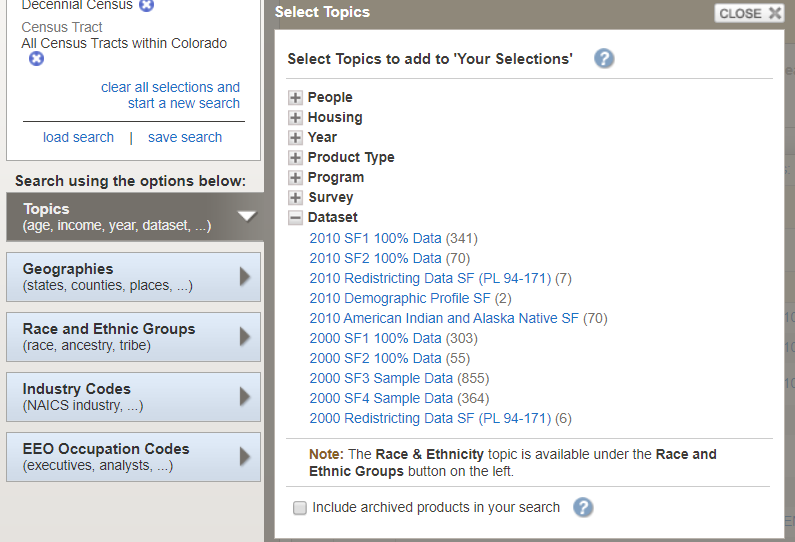 Decennial Census
Census Tract
All Census Tracts within Colorado
clear all selections and
start a new search
load search | save search
Search using the options below:
Topics
(age, income, year, dataset, ...)
Geographies
(states, counties, places, ...)
Race and Ethnic Groups
(race, ancestry, tribe)
Industry Codes
(NAICS industry, ...)
EEO Occupation Codes
(executives, analysts, ...)
Select Topics
CLOSE
Select Topics to add to 'Your Selections'
People
Housing
Year
Product Type
Program
Survey
Dataset
2010 SF1 100% Data (341)
2010 SF2 100% Data (70)
2010 Redistricting Data SF (PL 94-171) (7)
2010 Demographic Profile SF (2)
2010 American Indian and Alaska Native SF (70)
2000 SF1 100% Data (303)
2000 SF2 100% Data (55)
2000 SF3 Sample Data (855)
2000 SF4 Sample Data (364)
2000 Redistricting Data SF (PL 94-171) (6)
Note: The Race & Ethnicity topic is available under the Race and
Ethnic Groups button on the left.
Include archived products in your search